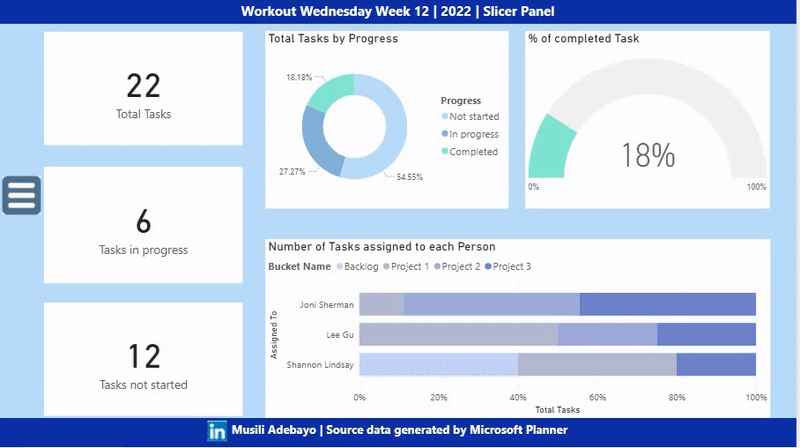 Workout Wednesday Week 12 | 2022 | Slicer Panel
22
Total Tasks
6
Tasks in progress
12
Tasks not started
Total Tasks by Progress
18.18%
27.27%
54.55%
Progress
Not started
In progress
Completed
% of completed Task
18%
0%
100%
Number of Tasks assigned to each Person
Bucket Name Backlog Project 1 Project 2 Project 3
Assigned To
Joni Sherman
Lee Gu
Shannon Lindsay
0% 20% 40% 60% 80% 100%
Total Tasks
in Musili Adebayo | Source data generated by Microsoft Planner